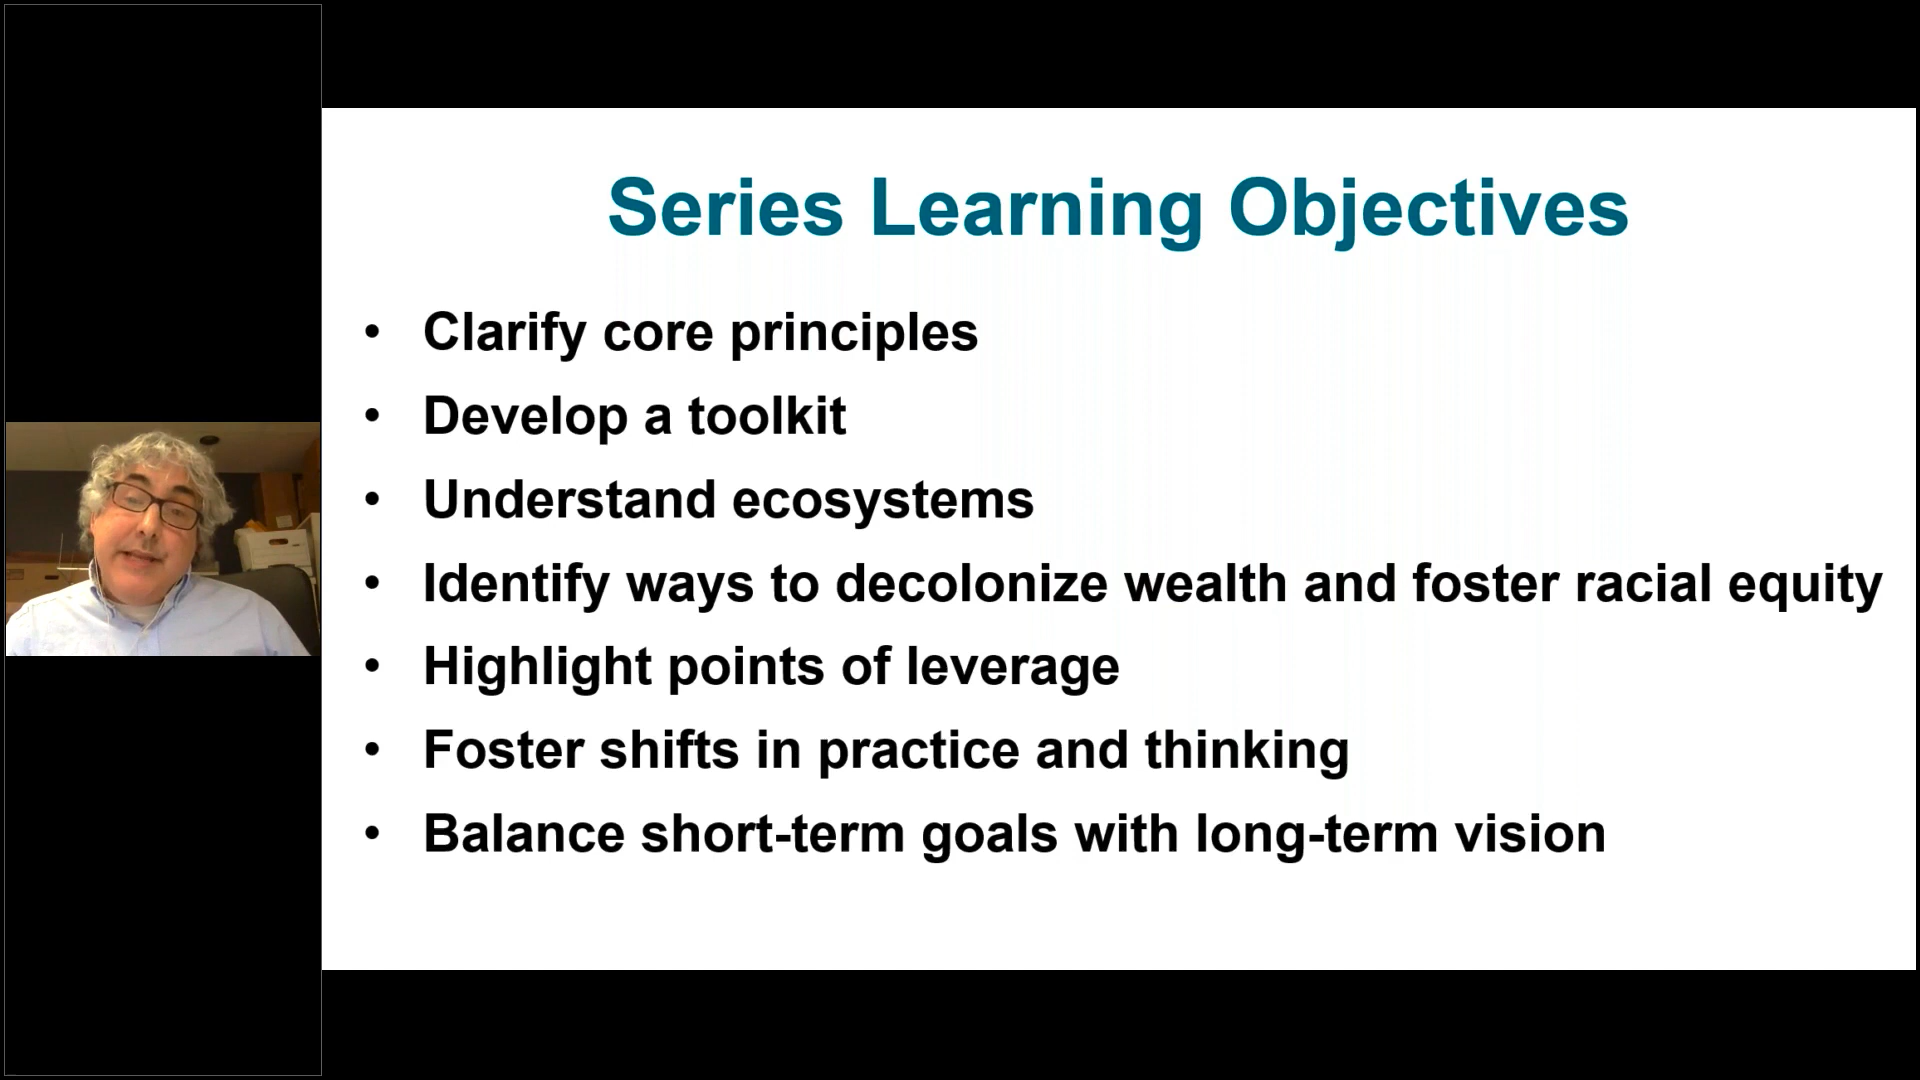 Series Learning Objectives
• Clarify core principles
• Develop a toolkit
• Understand ecosystems
• Identify ways to decolonize wealth and foster racial equity
• Highlight points of leverage
• Foster shifts in practice and thinking
• Balance short-term goals with long-term vision